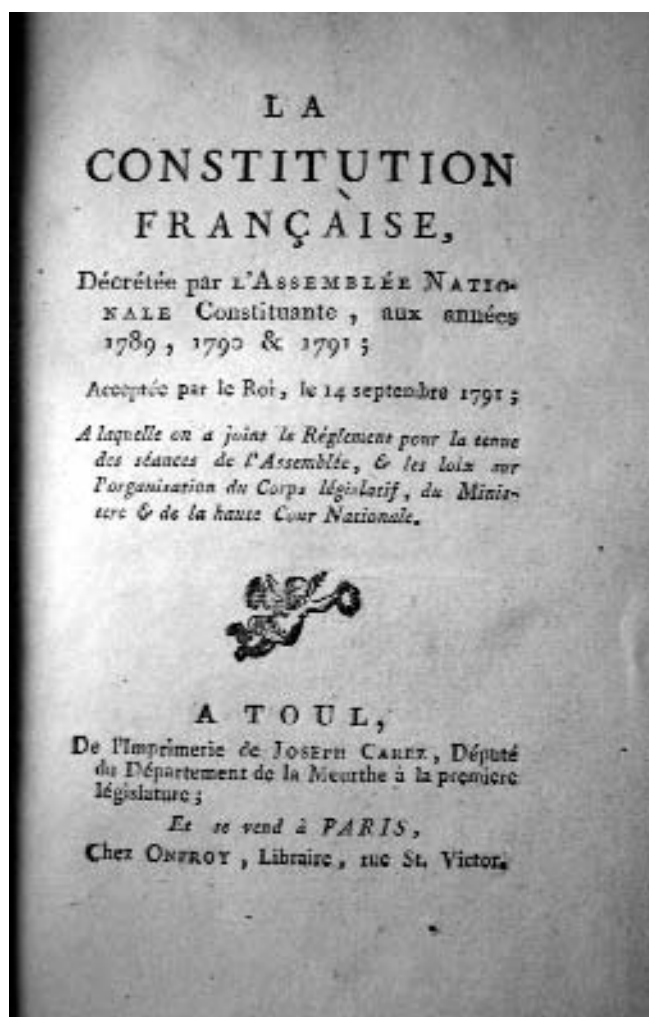 LA
CONSTITUTION
FRANÇAISE,
Décrétée par L'ASSEMBLÉE NATIO-
NALE Constituante, aux années
1789, 1790 & 1791;
Acceptée par le Roi, le 14 septembre 1791;
A laquelle on a joint le Réglement pour la tenue
des séances de l'Assemblée, & les loix sur
l'organisation du Corps législatif, du Minis-
tere & de la haute Cour Nationale.
A TOUL,
De l'Imprimerie de JOSEPH CAREZ, Député
du Département de la Meurthe à la premiere
législature;
Et se vend à PARIS,
Chez ONFROY, Libraire, rue St. Victor.